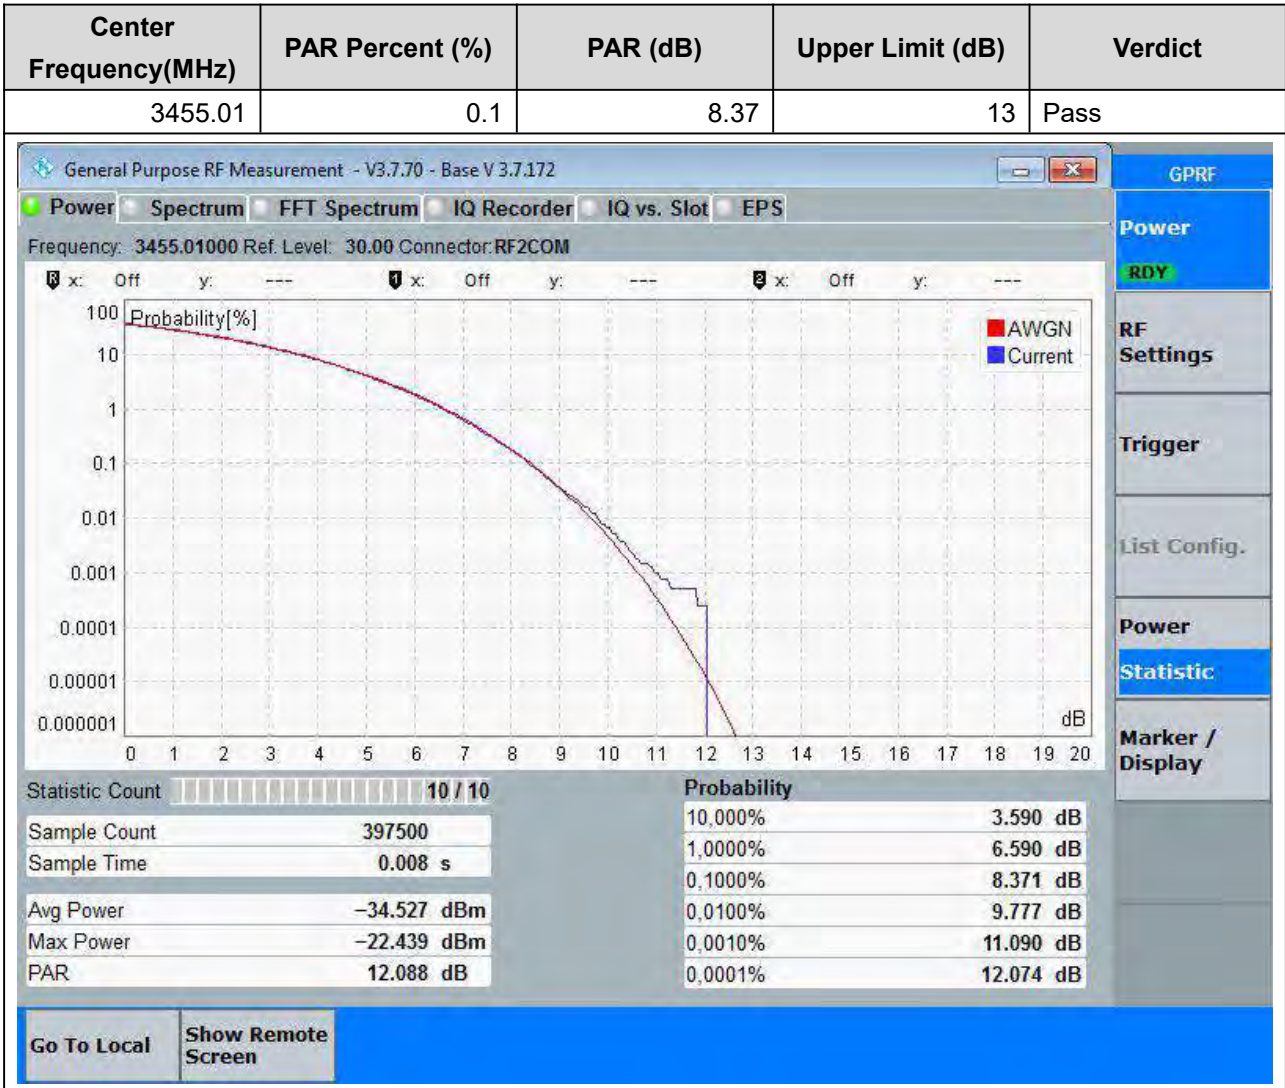 Center Frequency(MHz) PAR Percent (%) PAR (dB) Upper Limit (dB) Verdict
3455.01 0.1 8.37 13 Pass
General Purpose RF Measurement - V3.7.70 - Base V 3.7.172
GPRF
Power Spectrum FFT Spectrum IQ Recorder IQ vs. Slot EPS
Frequency: 3455.01000 Ref. Level: 30.00 Connector: RF2COM
R x: Off y: --- 1 x: Off y: --- 2 x: Off y: ---
Probability[%]
AWGN
Current
100
10
1
0.1
0.01
0.001
0.0001
0.00001
0.000001
dB
0 1 2 3 4 5 6 7 8 9 10 11 12 13 14 15 16 17 18 19 20
Statistic Count 10 / 10
Sample Count 397500
Sample Time 0.008 s
Avg Power −34.527 dBm
Max Power −22.439 dBm
PAR 12.088 dB
Probability
10,000% 3.590 dB
1,0000% 6.590 dB
0,1000% 8.371 dB
0,0100% 9.777 dB
0,0010% 11.090 dB
0,0001% 12.074 dB
Power
RDY
RF
Settings
Trigger
List Config.
Power
Statistic
Marker /
Display
Go To Local
Show Remote
Screen